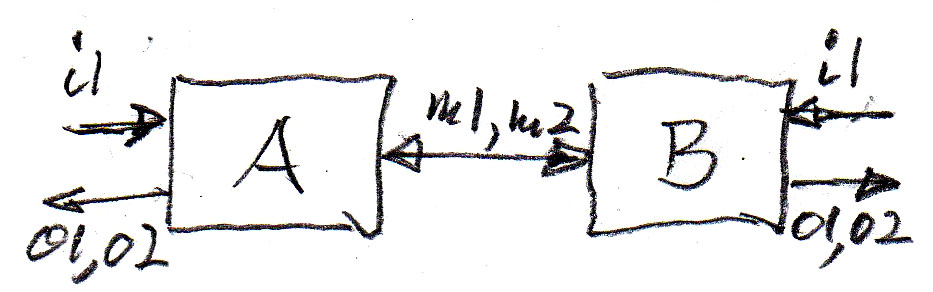 i1
i1
m1, m2
A
B
o1, o2
o1, o2